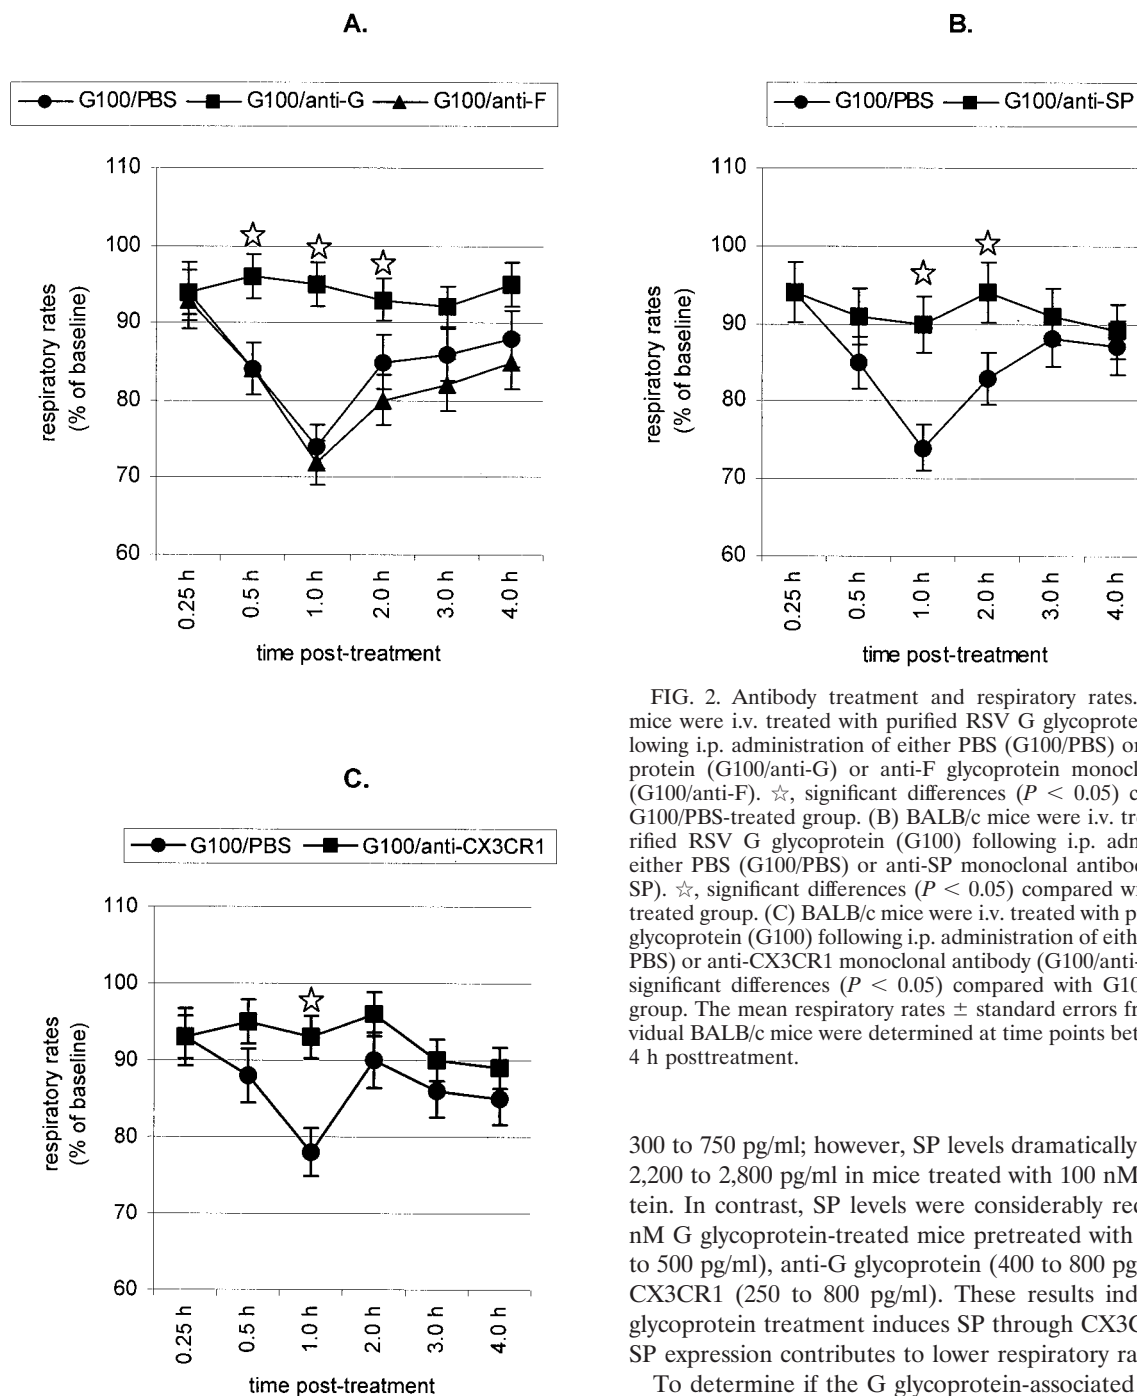 A.
G100/PBS G100/anti-G G100/anti-F
110
100
90
80
70
60
respiratory rates
(% of baseline)
0.25 h
0.5 h
1.0 h
2.0 h
3.0 h
4.0 h
time post-treatment
B.
G100/PBS G100/anti-SP
110
100
90
80
70
60
respiratory rates
(% of baseline)
0.25 h
0.5 h
1.0 h
2.0 h
3.0 h
4.0 h
time post-treatment
C.
G100/PBS G100/anti-CX3CR1
110
100
90
80
70
60
respiratory rates
(% of baseline)
0.25 h
0.5 h
1.0 h
2.0 h
3.0 h
4.0 h
time post-treatment
FIG. 2. Antibody treatment and respiratory rates.
mice were i.v. treated with purified RSV G glycoprote
lowing i.p. administration of either PBS (G100/PBS) or
protein (G100/anti-G) or anti-F glycoprotein monocl
(G100/anti-F). ☆, significant differences (P < 0.05) c
G100/PBS-treated group. (B) BALB/c mice were i.v. tre
rified RSV G glycoprotein (G100) following i.p. adm
either PBS (G100/PBS) or anti-SP monoclonal antibod
SP). ☆, significant differences (P < 0.05) compared wi
treated group. (C) BALB/c mice were i.v. treated with p
glycoprotein (G100) following i.p. administration of eith
PBS) or anti-CX3CR1 monoclonal antibody (G100/anti-
significant differences (P < 0.05) compared with G10
group. The mean respiratory rates ± standard errors fr
vidual BALB/c mice were determined at time points bet
4 h posttreatment.
300 to 750 pg/ml; however, SP levels dramatically
2,200 to 2,800 pg/ml in mice treated with 100 nM
tein. In contrast, SP levels were considerably rec
nM G glycoprotein-treated mice pretreated with
to 500 pg/ml), anti-G glycoprotein (400 to 800 pg
CX3CR1 (250 to 800 pg/ml). These results ind
glycoprotein treatment induces SP through CX3C
SP expression contributes to lower respiratory ra
To determine if the G glycoprotein-associated